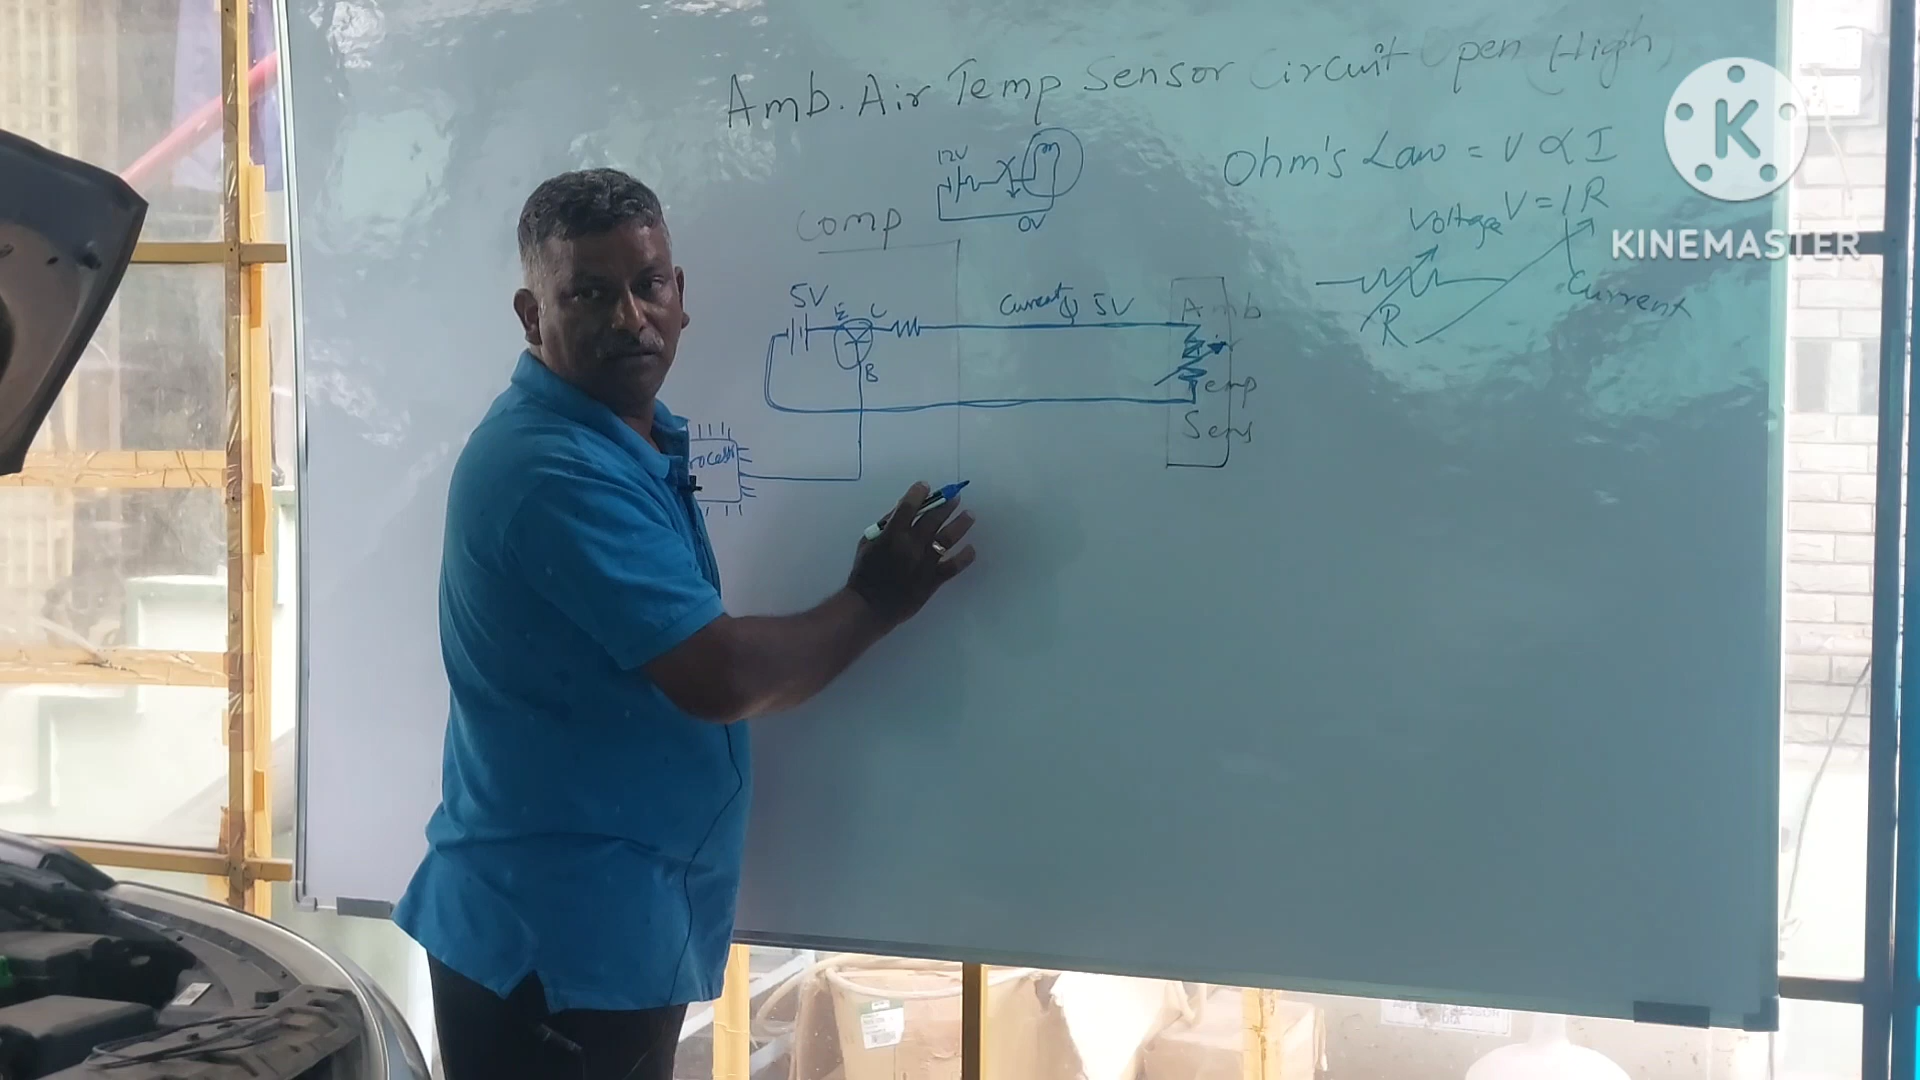 Amb. Air Temp Sensor Circuit Open (High)
Ohm's Law = V α I
V = I R
Voltage
Current
R
12V
0V
Comp
5V
E C
B
Current 5V
Amb
Temp
Sens
rocessr
K
KINEMASTER